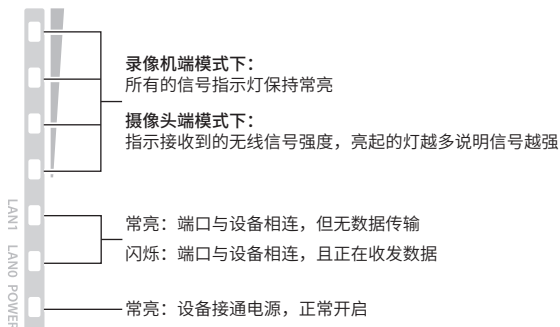 录像机端模式下：
所有的信号指示灯保持常亮
摄像头端模式下：
指示接收到的无线信号强度，亮起的灯越多说明信号越强
LAN1
常亮：端口与设备相连，但无数据传输
LAN0
闪烁：端口与设备相连，且正在收发数据
POWER
常亮：设备接通电源，正常开启